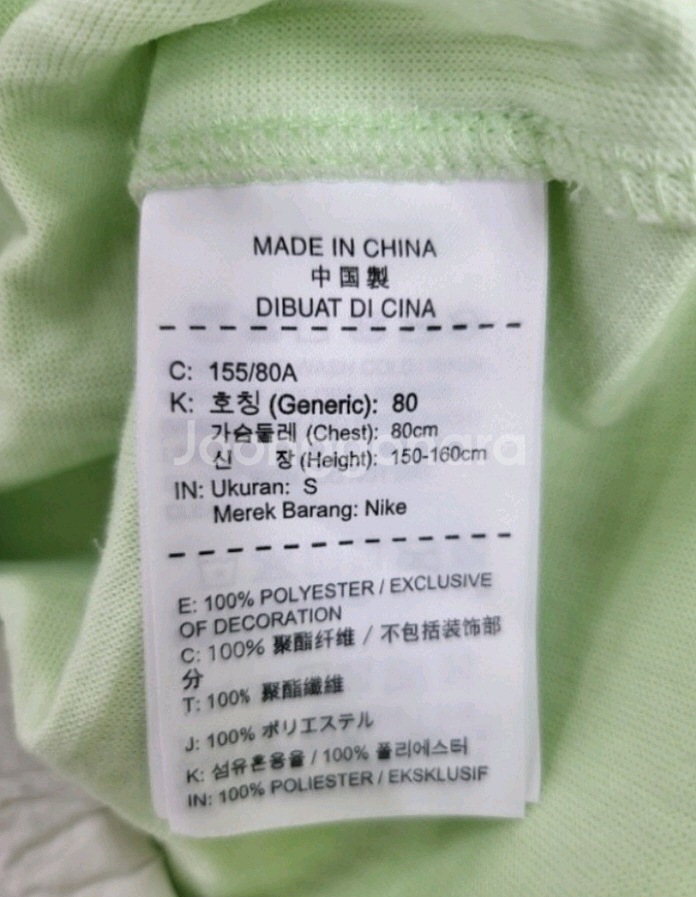 MADE IN CHINA
中国製
DIBUAT DI CINA
C: 155/80A
K: 호칭 (Generic): 80
가슴둘레 (Chest): 80cm
신 장 (Height): 150-160cm
IN: Ukuran: S
Merek Barang: Nike
E: 100% POLYESTER / EXCLUSIVE
OF DECORATION
C: 100% 聚酯纤维 / 不包括装饰部
分
T: 100% 聚酯纖維
J: 100% ポリエステル
K: 섬유혼용율 / 100% 폴리에스터
IN: 100% POLIESTER / EKSKLUSIF
Joonggonara